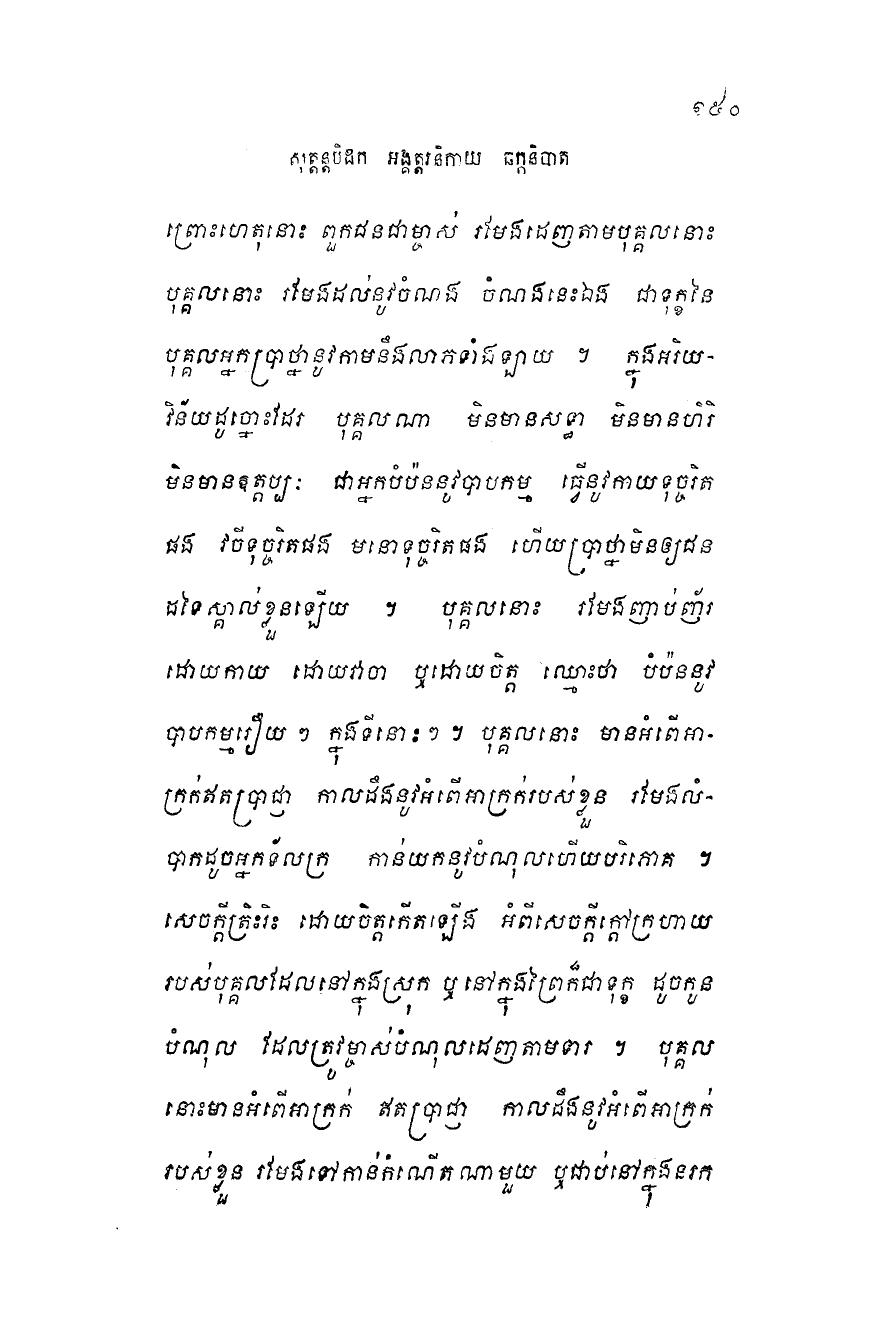 ១៩០
សុត្តន្តបិដក អង្គុត្តរនិកាយ ឆក្កនិបាត
ព្រោះហេតុនោះ ពួកជនជាម្ចាស់ រមែងដេញតាមបុគ្គលនោះ
បុគ្គលនោះ រមែងដល់នូវចំណង ចំណងនេះឯង ជាទុក្ខនៃ
បុគ្គលអ្នកប្រាថ្នានូវកាមនឹងលាភទាំងឡាយ ។ ក្នុងអរិយ-
វិន័យដូច្នោះដែរ បុគ្គលណា មិនមានសទ្ធា មិនមានហិរិ
មិនមានឧត្តប្បៈ ជាអ្នកបំប៉ននូវបាបកម្ម ធ្វើនូវកាយទុច្ចរិត
ផង វចីទុច្ចរិតផង មនោទុច្ចរិតផង ហើយប្រាថ្នាមិនឲ្យជន
ដទៃស្គាល់ខ្លួនឡើយ ។ បុគ្គលនោះ រមែងញាប់ញ័រ
ដោយកាយ ដោយវាចា ឬដោយចិត្ត ឈ្មោះថា បំប៉ននូវ
បាបកម្មរឿយ ៗ ក្នុងទីនោះ ៗ ។ បុគ្គលនោះ មានអំពើអា-
ក្រក់ឥតប្រាជ្ញា កាលដឹងនូវអំពើអាក្រក់របស់ខ្លួន រមែងលំ-
បាកដូចអ្នកទ័លក្រ កាន់យកនូវបំណុលហើយបរិភោគ ។
សេចក្តីត្រិះរិះ ដោយចិត្តកើតឡើង អំពីសេចក្តីក្តៅក្រហាយ
របស់បុគ្គលដែលនៅក្នុងស្រុក ឬ នៅក្នុងព្រៃក៏ជាទុក្ខ ដូចកូន
បំណុល ដែលត្រូវម្ចាស់បំណុលដេញតាមទារ ។ បុគ្គល
នោះមានអំពើអាក្រក់ ឥតប្រាជ្ញា កាលដឹងនូវអំពើអាក្រក់
របស់ខ្លួន រមែងទៅកាន់កំណើតណាមួយ ឬជាប់នៅក្នុងនរក